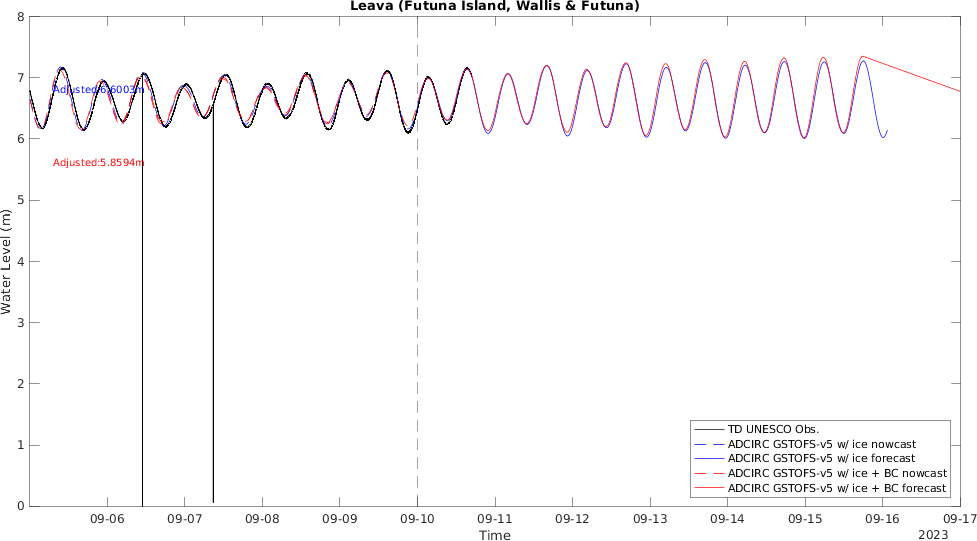 Leava (Futuna Island, Wallis & Futuna)
8
7
6
5
4
3
2
1
0
Water Level (m)
Adjusted:6.6003m
Adjusted:5.8594m
TD UNESCO Obs.
ADCIRC GSTOFS-v5 w/ ice nowcast
ADCIRC GSTOFS-v5 w/ ice forecast
ADCIRC GSTOFS-v5 w/ ice + BC nowcast
ADCIRC GSTOFS-v5 w/ ice + BC forecast
09-06 09-07 09-08 09-09 09-10 09-11 09-12 09-13 09-14 09-15 09-16 09-17
Time
2023